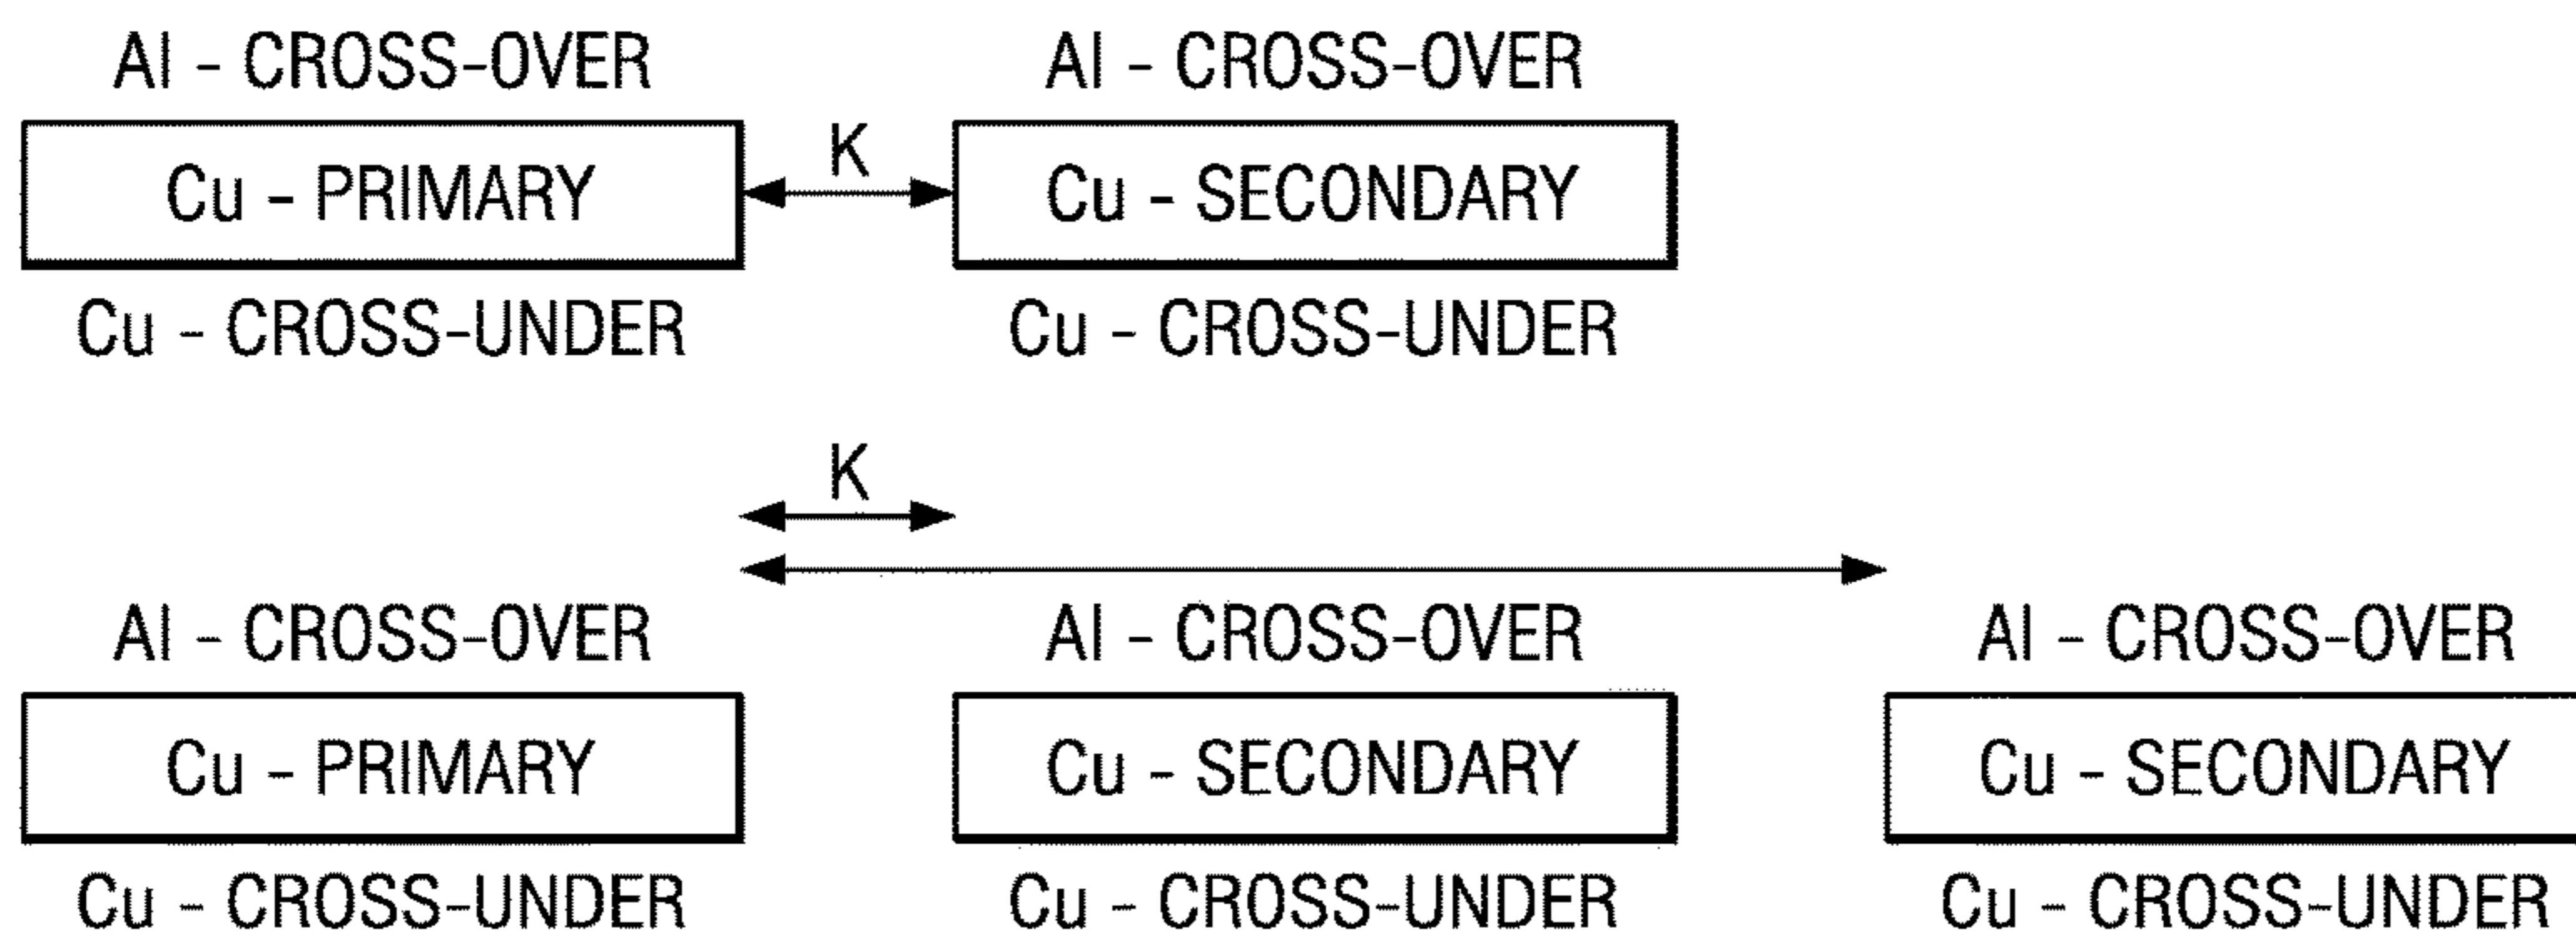 Al - CROSS-OVER Al - CROSS-OVER
K
Cu - PRIMARY Cu - SECONDARY
Cu - CROSS-UNDER Cu - CROSS-UNDER
K
Al - CROSS-OVER Al - CROSS-OVER Al - CROSS-OVER
Cu - PRIMARY Cu - SECONDARY Cu - SECONDARY
Cu - CROSS-UNDER Cu - CROSS-UNDER Cu - CROSS-UNDER